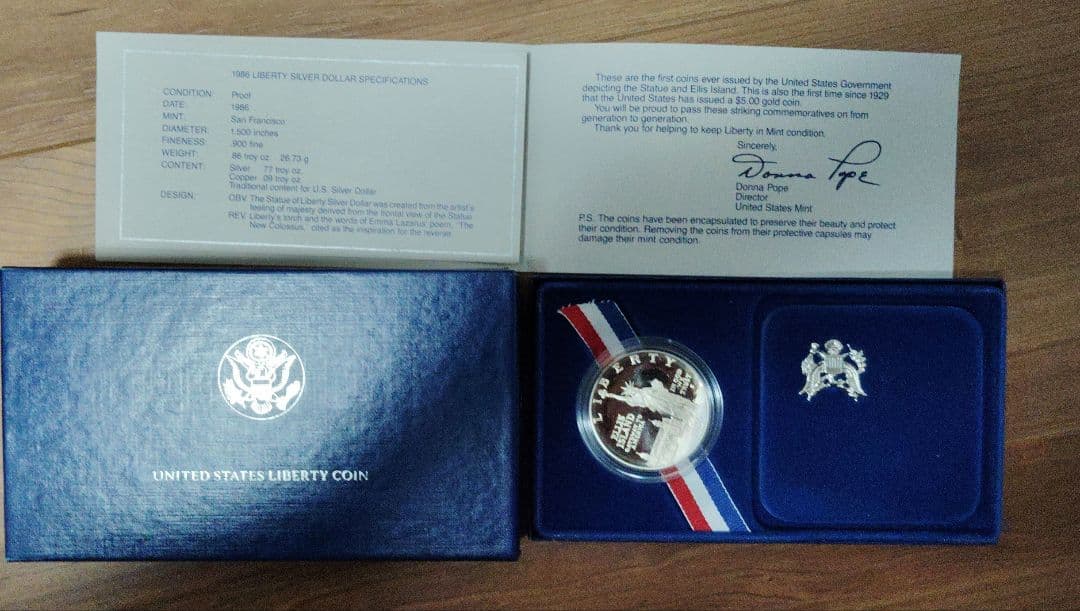 1986 LIBERTY SILVER DOLLAR SPECIFICATIONS
CONDITION: Proof
DATE: 1986
MINT: San Francisco
DIAMETER: 1.500 inches
FINENESS: .900 fine
WEIGHT: .86 troy oz. 26.73 g
CONTENT: Silver .77 troy oz.
Copper .09 troy oz.
Traditional content for U.S. Silver Dollar
DESIGN: OBV. The Statue of Liberty Silver Dollar was created from the artist's
feeling of majesty derived from the frontal view of the Statue
REV. Liberty's torch and the words of Emma Lazarus' poem, "The
New Colossus," cited as the inspiration for the reverse
These are the first coins ever issued by the United States Government
depicting the Statue and Ellis Island. This is also the first time since 1929
that the United States has issued a $5.00 gold coin.
You will be proud to pass these striking commemoratives on from
generation to generation.
Thank you for helping to keep Liberty in Mint condition.
Sincerely,
Donna Pope
Donna Pope
Director
United States Mint
P.S. The coins have been encapsulated to preserve their beauty and protect
their condition. Removing the coins from their protective capsules may
damage their mint condition.
UNITED STATES LIBERTY COIN
LIBERTY
IN GOD
WE TRUST
ELLIS
ISLAND